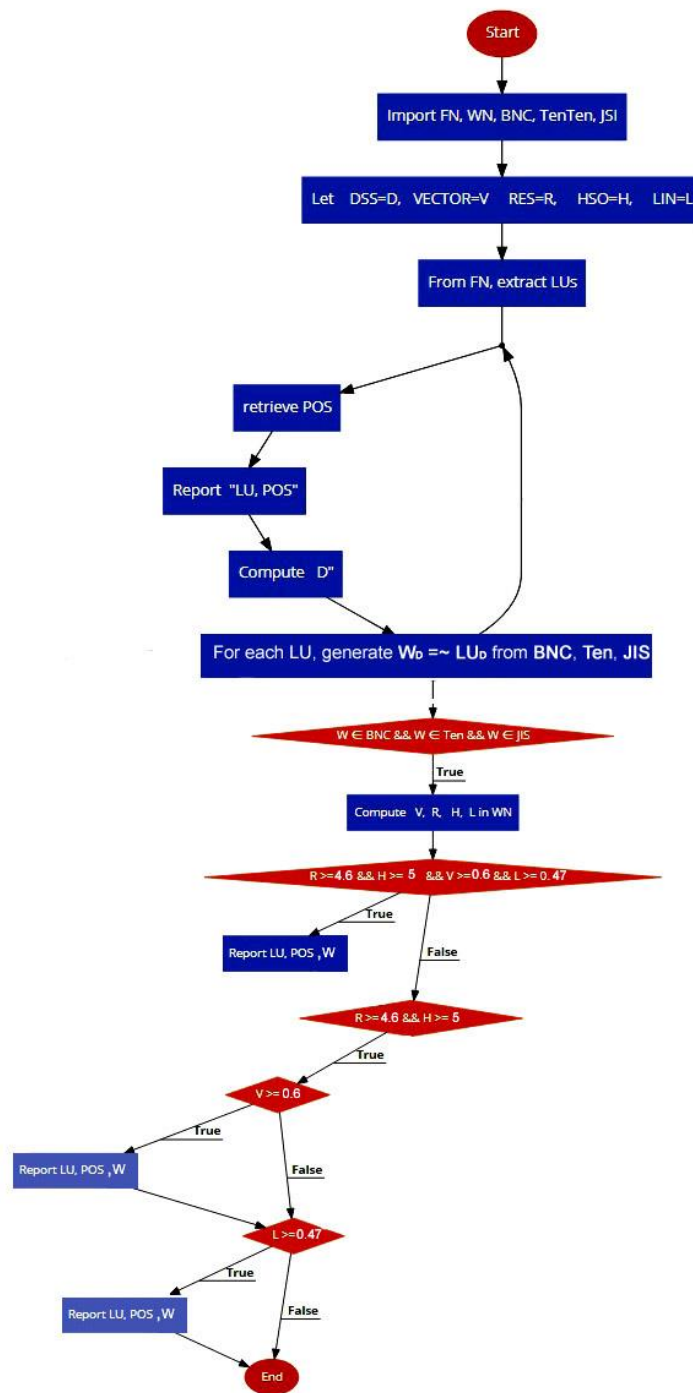 Start
Import FN, WN, BNC, TenTen, JSI
Let DSS=D, VECTOR=V RES=R, HSO=H, LIN=L
From FN, extract LUs
retrieve POS
Report "LU, POS"
Compute D"
For each LU, generate W_D =~ LU_D from BNC, Ten, JIS
W ∈ BNC && W ∈ Ten && W ∈ JIS
True
Compute V, R, H, L in WN
R >=4.6 && H >= 5 && V >=0.6 && L >= 0.47
True
Report LU, POS ,W
False
R >=4.6 && H >= 5
True
V >= 0.6
True
Report LU, POS ,W
False
L >=0.47
True
Report LU, POS ,W
False
End